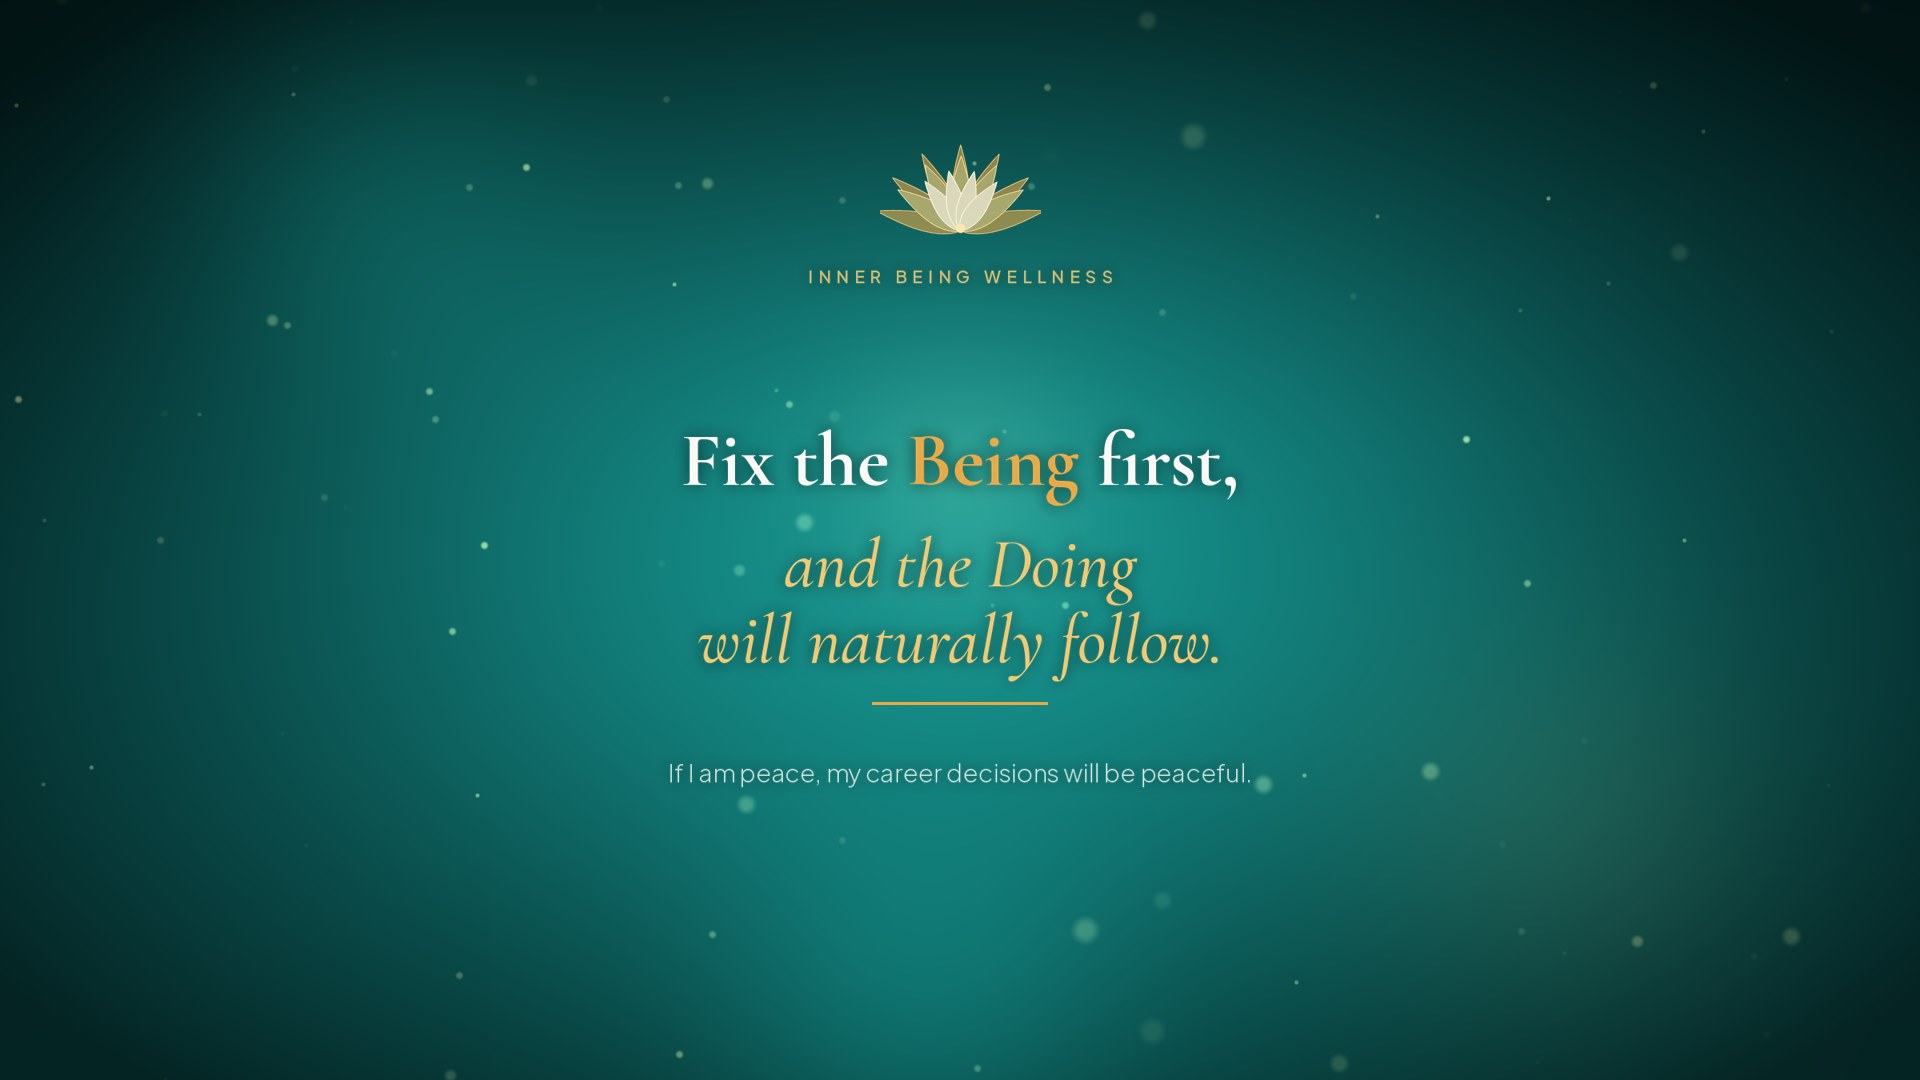 INNER BEING WELLNESS
Fix the Being first,
and the Doing
will naturally follow.
If I am peace, my career decisions will be peaceful.